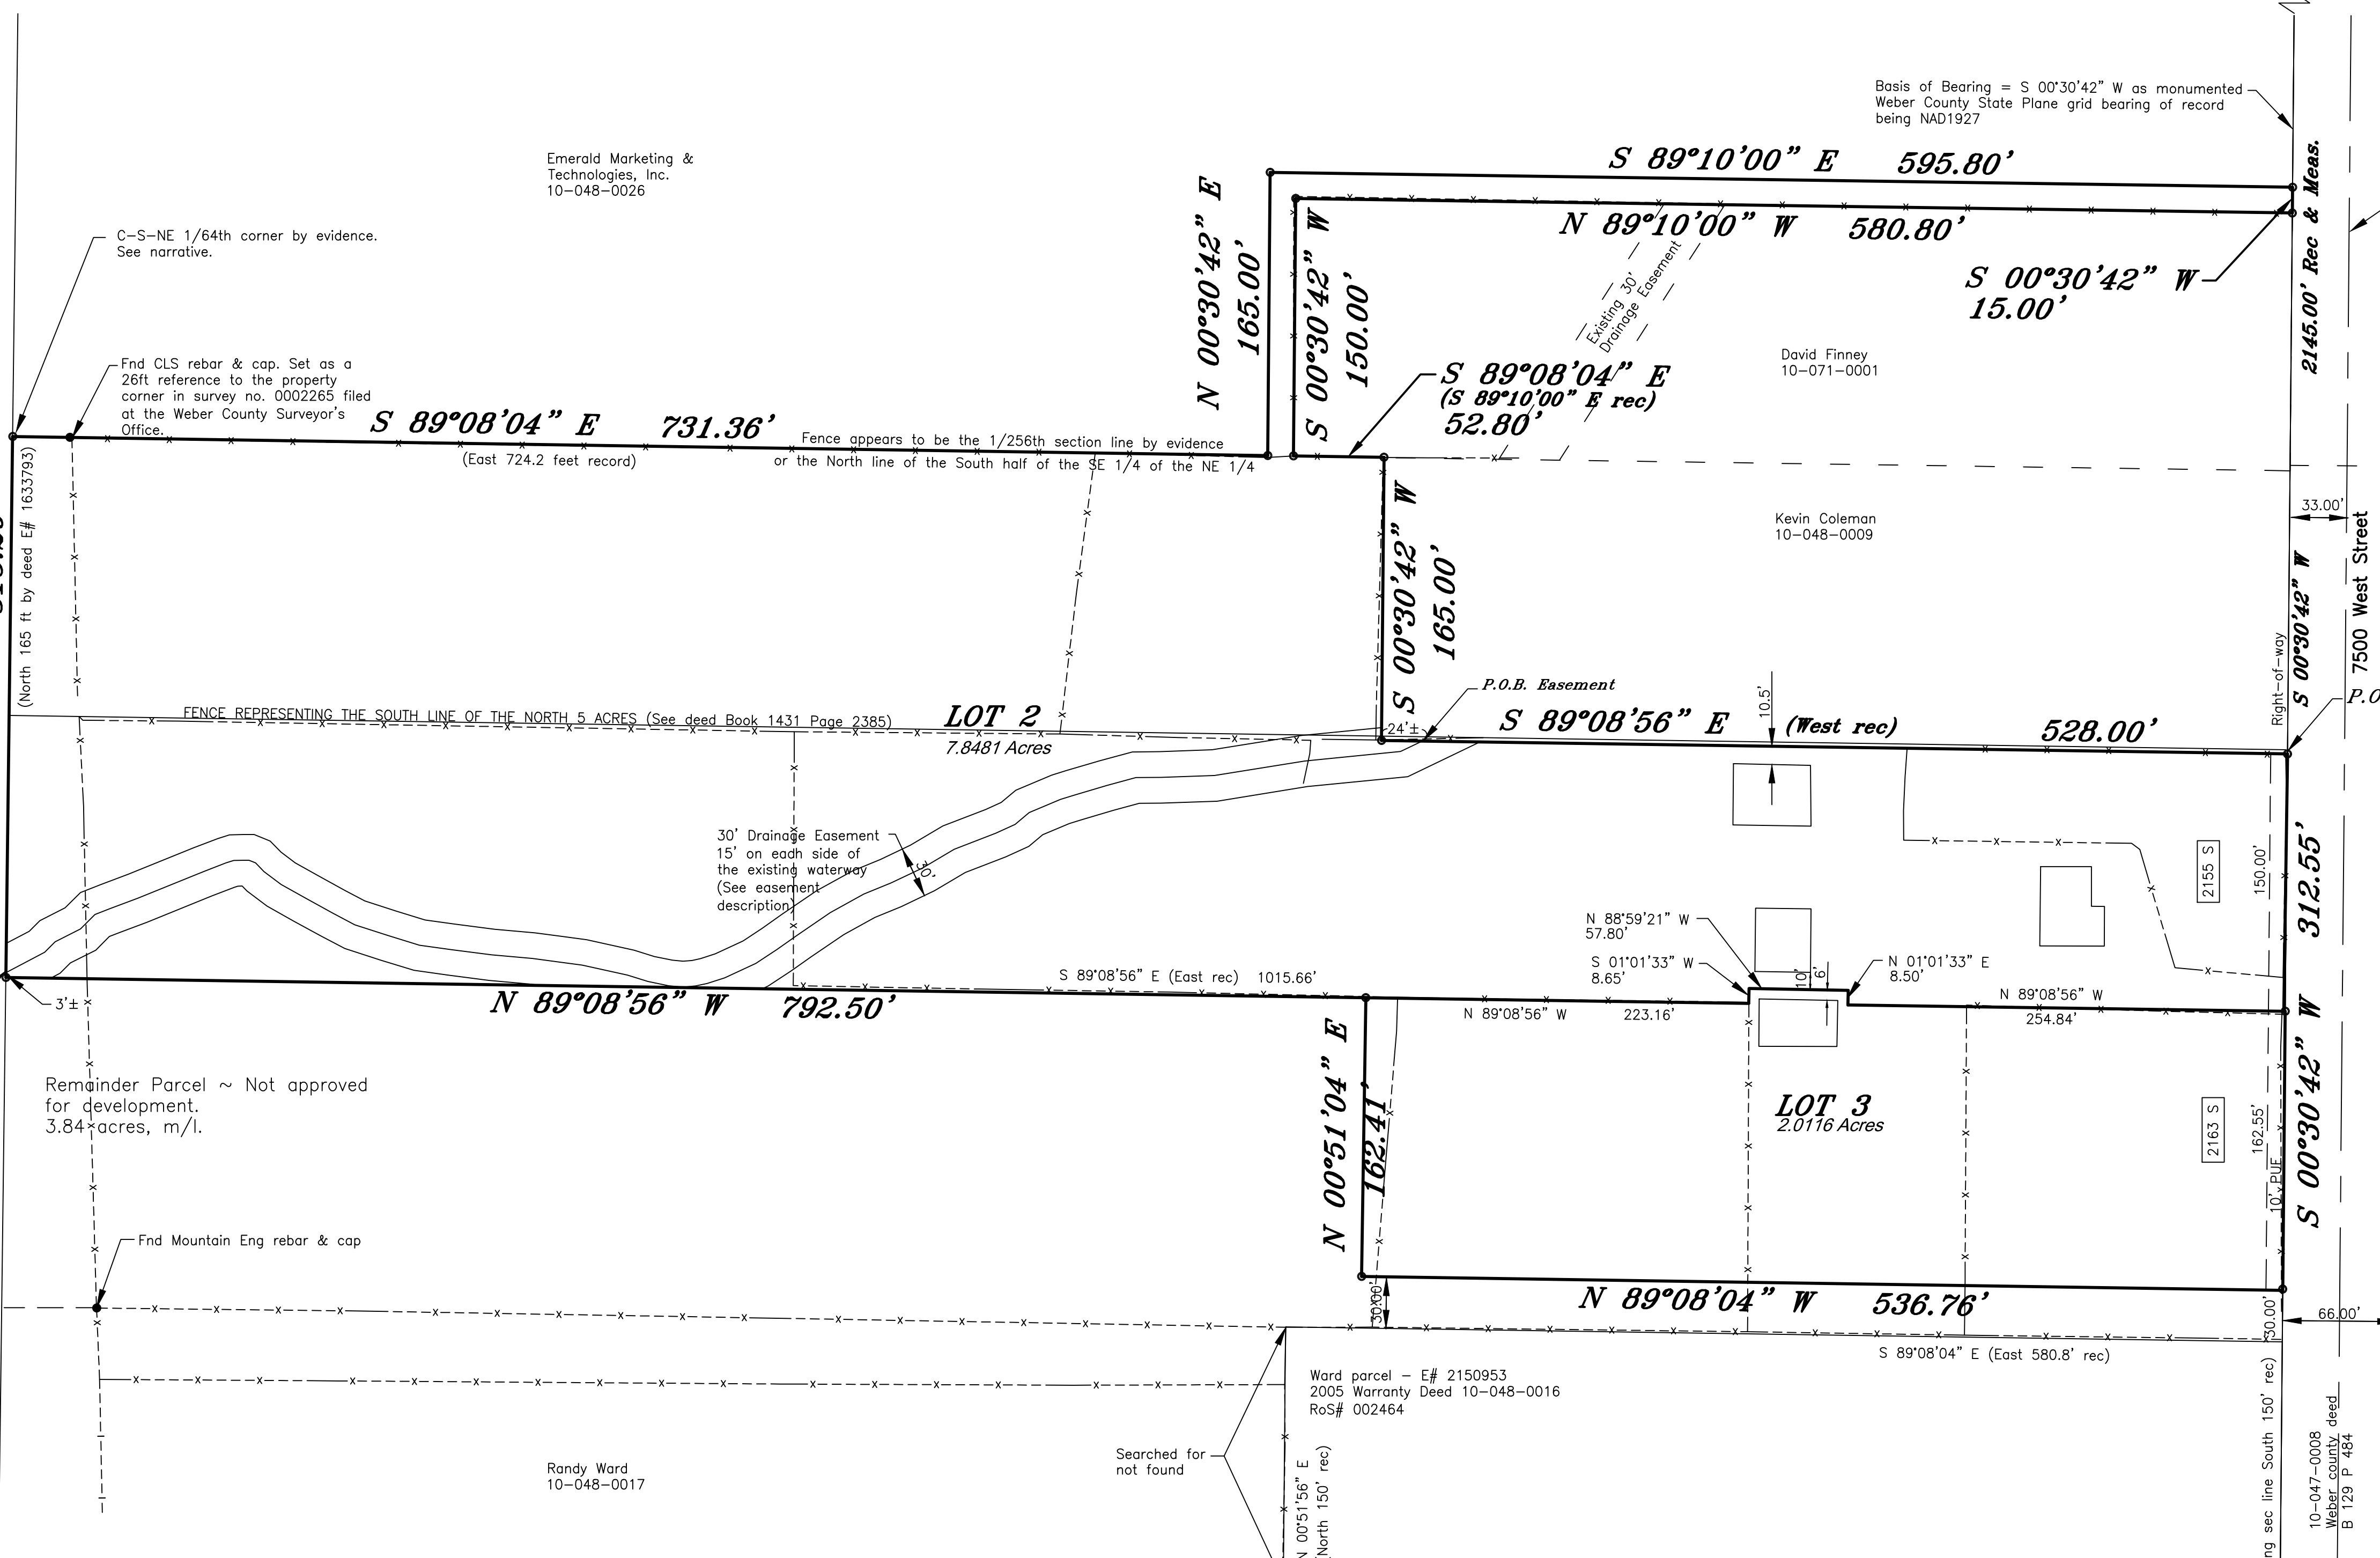 Basis of Bearing = S 00°30'42" W as monumented
Weber County State Plane grid bearing of record
being NAD1927
Emerald Marketing &
Technologies, Inc.
10-048-0026
S 89°10'00" E 595.80'
N 89°10'00" W 580.80'
S 00°30'42" W
15.00'
2145.00' Rec & Meas.
N 00°30'42" E
165.00'
S 00°30'42" W
150.00'
Existing 30'
Drainage Easement
David Finney
10-071-0001
C-S-NE 1/64th corner by evidence.
See narrative.
Fnd CLS rebar & cap. Set as a
26ft reference to the property
corner in survey no. 0002265 filed
at the Weber County Surveyor's
Office.
S 89°08'04" E 731.36'
(East 724.2 feet record)
Fence appears to be the 1/256th section line by evidence
or the North line of the South half of the SE 1/4 of the NE 1/4
S 89°08'04" E
(S 89°10'00" E rec)
52.80'
(North 165 ft by deed E# 1633793)
Kevin Coleman
10-048-0009
33.00'
7500 West Street
S 00°30'42" W
Right-of-way
S 00°30'42" W
165.00'
P.O.B. Easement
FENCE REPRESENTING THE SOUTH LINE OF THE NORTH 5 ACRES (See deed Book 1431 Page 2385)
LOT 2
7.8481 Acres
24'±
S 89°08'56" E (West rec) 528.00'
10.5'
30' Drainage Easement
15' on each side of
the existing waterway
(See easement
description)
30'
2155 S
150.00'
312.55'
N 88°59'21" W
57.80'
S 01°01'33" W
8.65'
10'
6'
N 01°01'33" E
8.50'
S 89°08'56" E (East rec) 1015.66'
3'±
N 89°08'56" W 792.50'
N 89°08'56" W 223.16'
N 89°08'56" W
254.84'
Remainder Parcel ~ Not approved
for development.
3.84 acres, m/l.
N 00°51'04" E
162.41'
LOT 3
2.0116 Acres
2163 S
162.55'
10' PUE
S 00°30'42" W
Fnd Mountain Eng rebar & cap
30.00'
N 89°08'04" W 536.76'
30.00'
66.00'
S 89°08'04" E (East 580.8' rec)
Ward parcel - E# 2150953
2005 Warranty Deed 10-048-0016
RoS# 002464
Searched for
not found
Randy Ward
10-048-0017
N 00°51'56" E
(North 150' rec)
ng sec line South 150' rec)
10-047-0008
Weber county deed
B 129 P 484